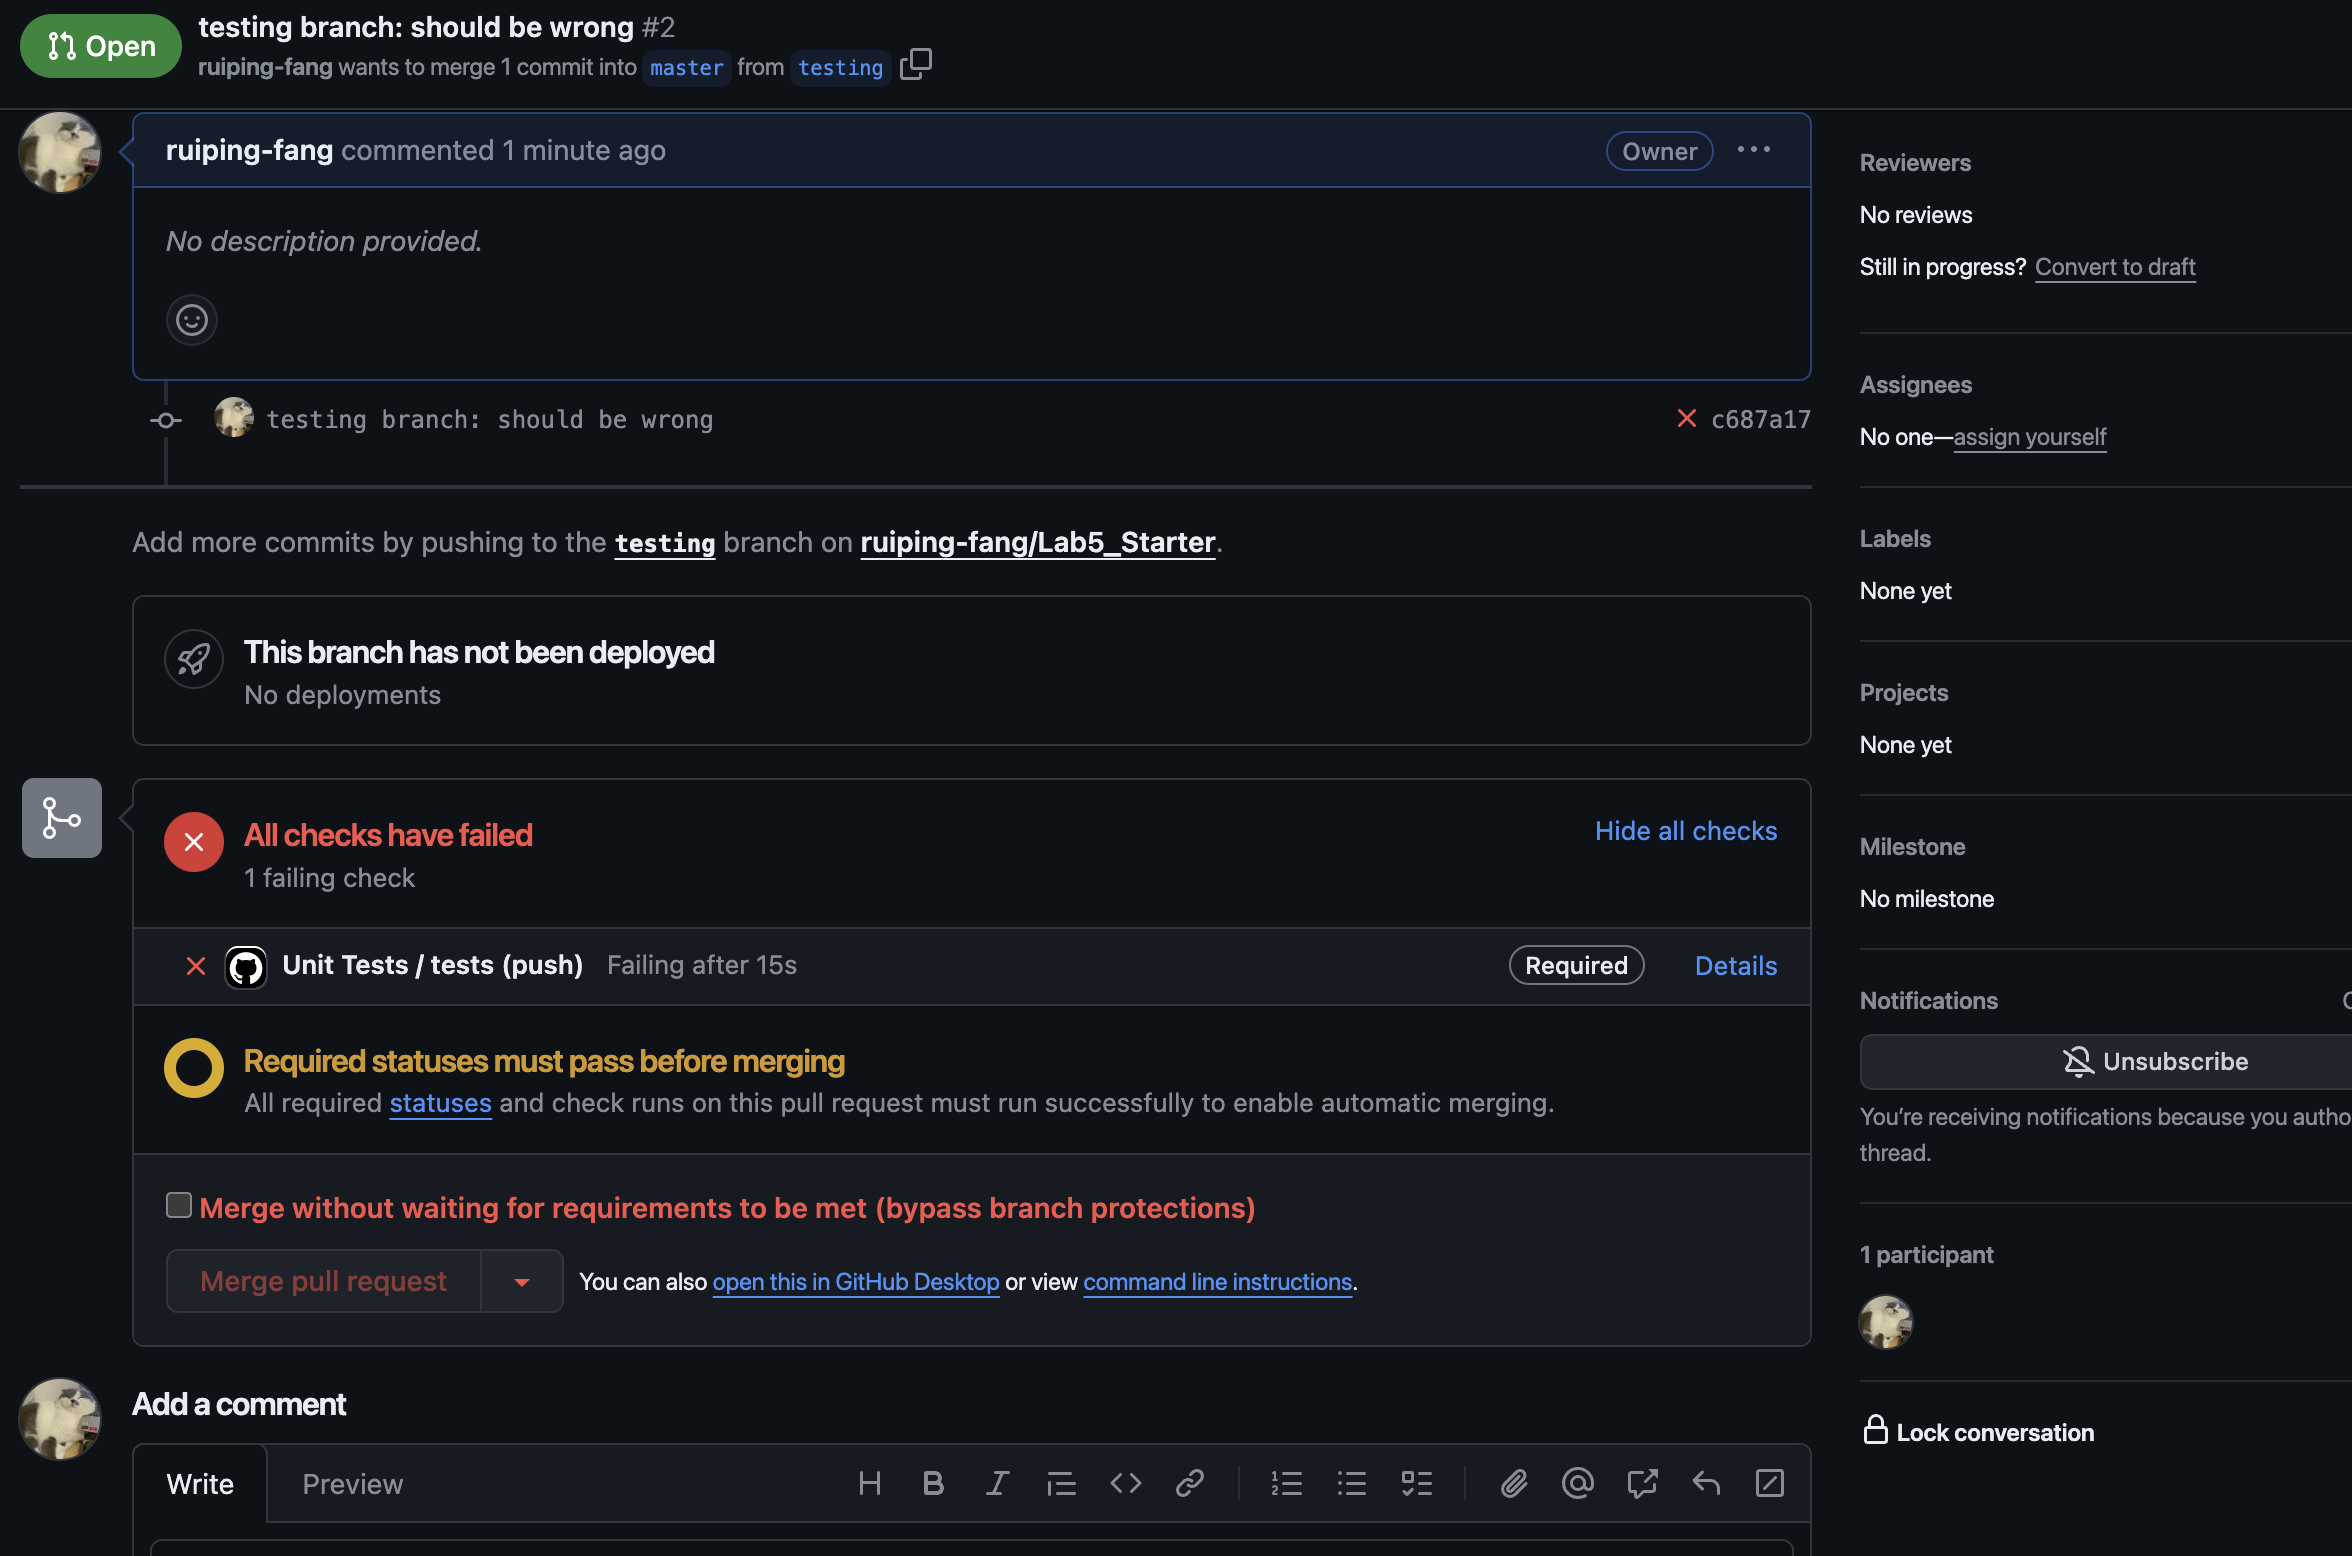 Open
testing branch: should be wrong #2
ruiping-fang wants to merge 1 commit into master from testing
ruiping-fang commented 1 minute ago
Owner
No description provided.
testing branch: should be wrong
c687a17
Add more commits by pushing to the testing branch on ruiping-fang/Lab5_Starter.
This branch has not been deployed
No deployments
All checks have failed
Hide all checks
1 failing check
Unit Tests / tests (push) Failing after 15s
Required
Details
Required statuses must pass before merging
All required statuses and check runs on this pull request must run successfully to enable automatic merging.
Merge without waiting for requirements to be met (bypass branch protections)
Merge pull request
You can also open this in GitHub Desktop or view command line instructions.
Add a comment
Write
Preview
Reviewers
No reviews
Still in progress? Convert to draft
Assignees
No one—assign yourself
Labels
None yet
Projects
None yet
Milestone
No milestone
Notifications
Unsubscribe
You're receiving notifications because you autho
thread.
1 participant
Lock conversation